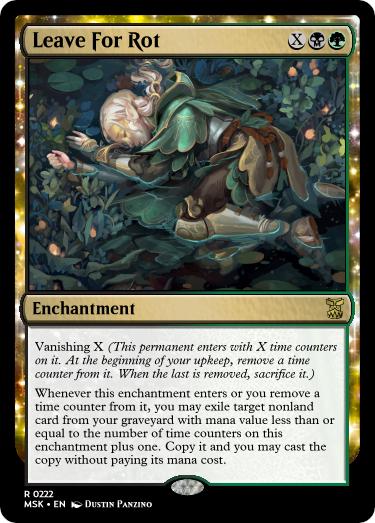 Leave For Rot X
Enchantment
Vanishing X (This permanent enters with X time counters
on it. At the beginning of your upkeep, remove a time
counter from it. When the last is removed, sacrifice it.)
Whenever this enchantment enters or you remove a
time counter from it, you may exile target nonland
card from your graveyard with mana value less than or
equal to the number of time counters on this
enchantment plus one. Copy it and you may cast the
copy without paying its mana cost.
R 0222
MSK • EN Dustin Panzino